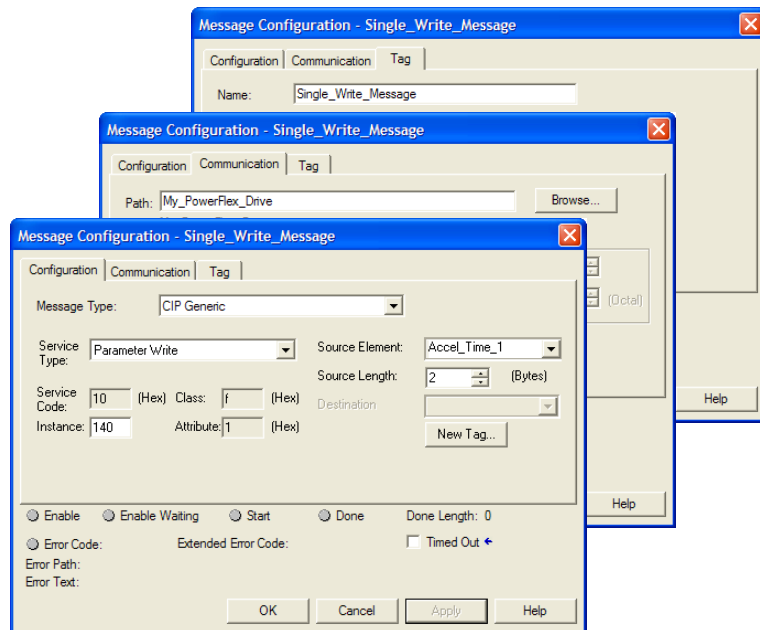 Message Configuration - Single_Write_Message
Configuration Communication Tag
Name: Single_Write_Message
Help
Message Configuration - Single_Write_Message
Configuration Communication Tag
Path: My_PowerFlex_Drive Browse...
(Octal)
Help
Message Configuration - Single_Write_Message
Configuration Communication Tag
Message Type: CIP Generic
Service Type: Parameter Write Source Element: Accel_Time_1
Source Length: 2 (Bytes)
Service Code: 10 (Hex) Class: f (Hex) Destination
Instance: 140 Attribute: 1 (Hex) New Tag...
Enable Enable Waiting Start Done Done Length: 0
Error Code: Extended Error Code: Timed Out
Error Path:
Error Text:
OK Cancel Apply Help